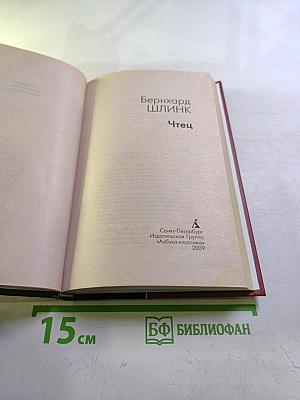 Бернхард
ШЛИНК
Чтец
Санкт-Петербург
Издательская Группа
«Азбука-классика»
2009
15 см
БФ БИБЛИОФАН